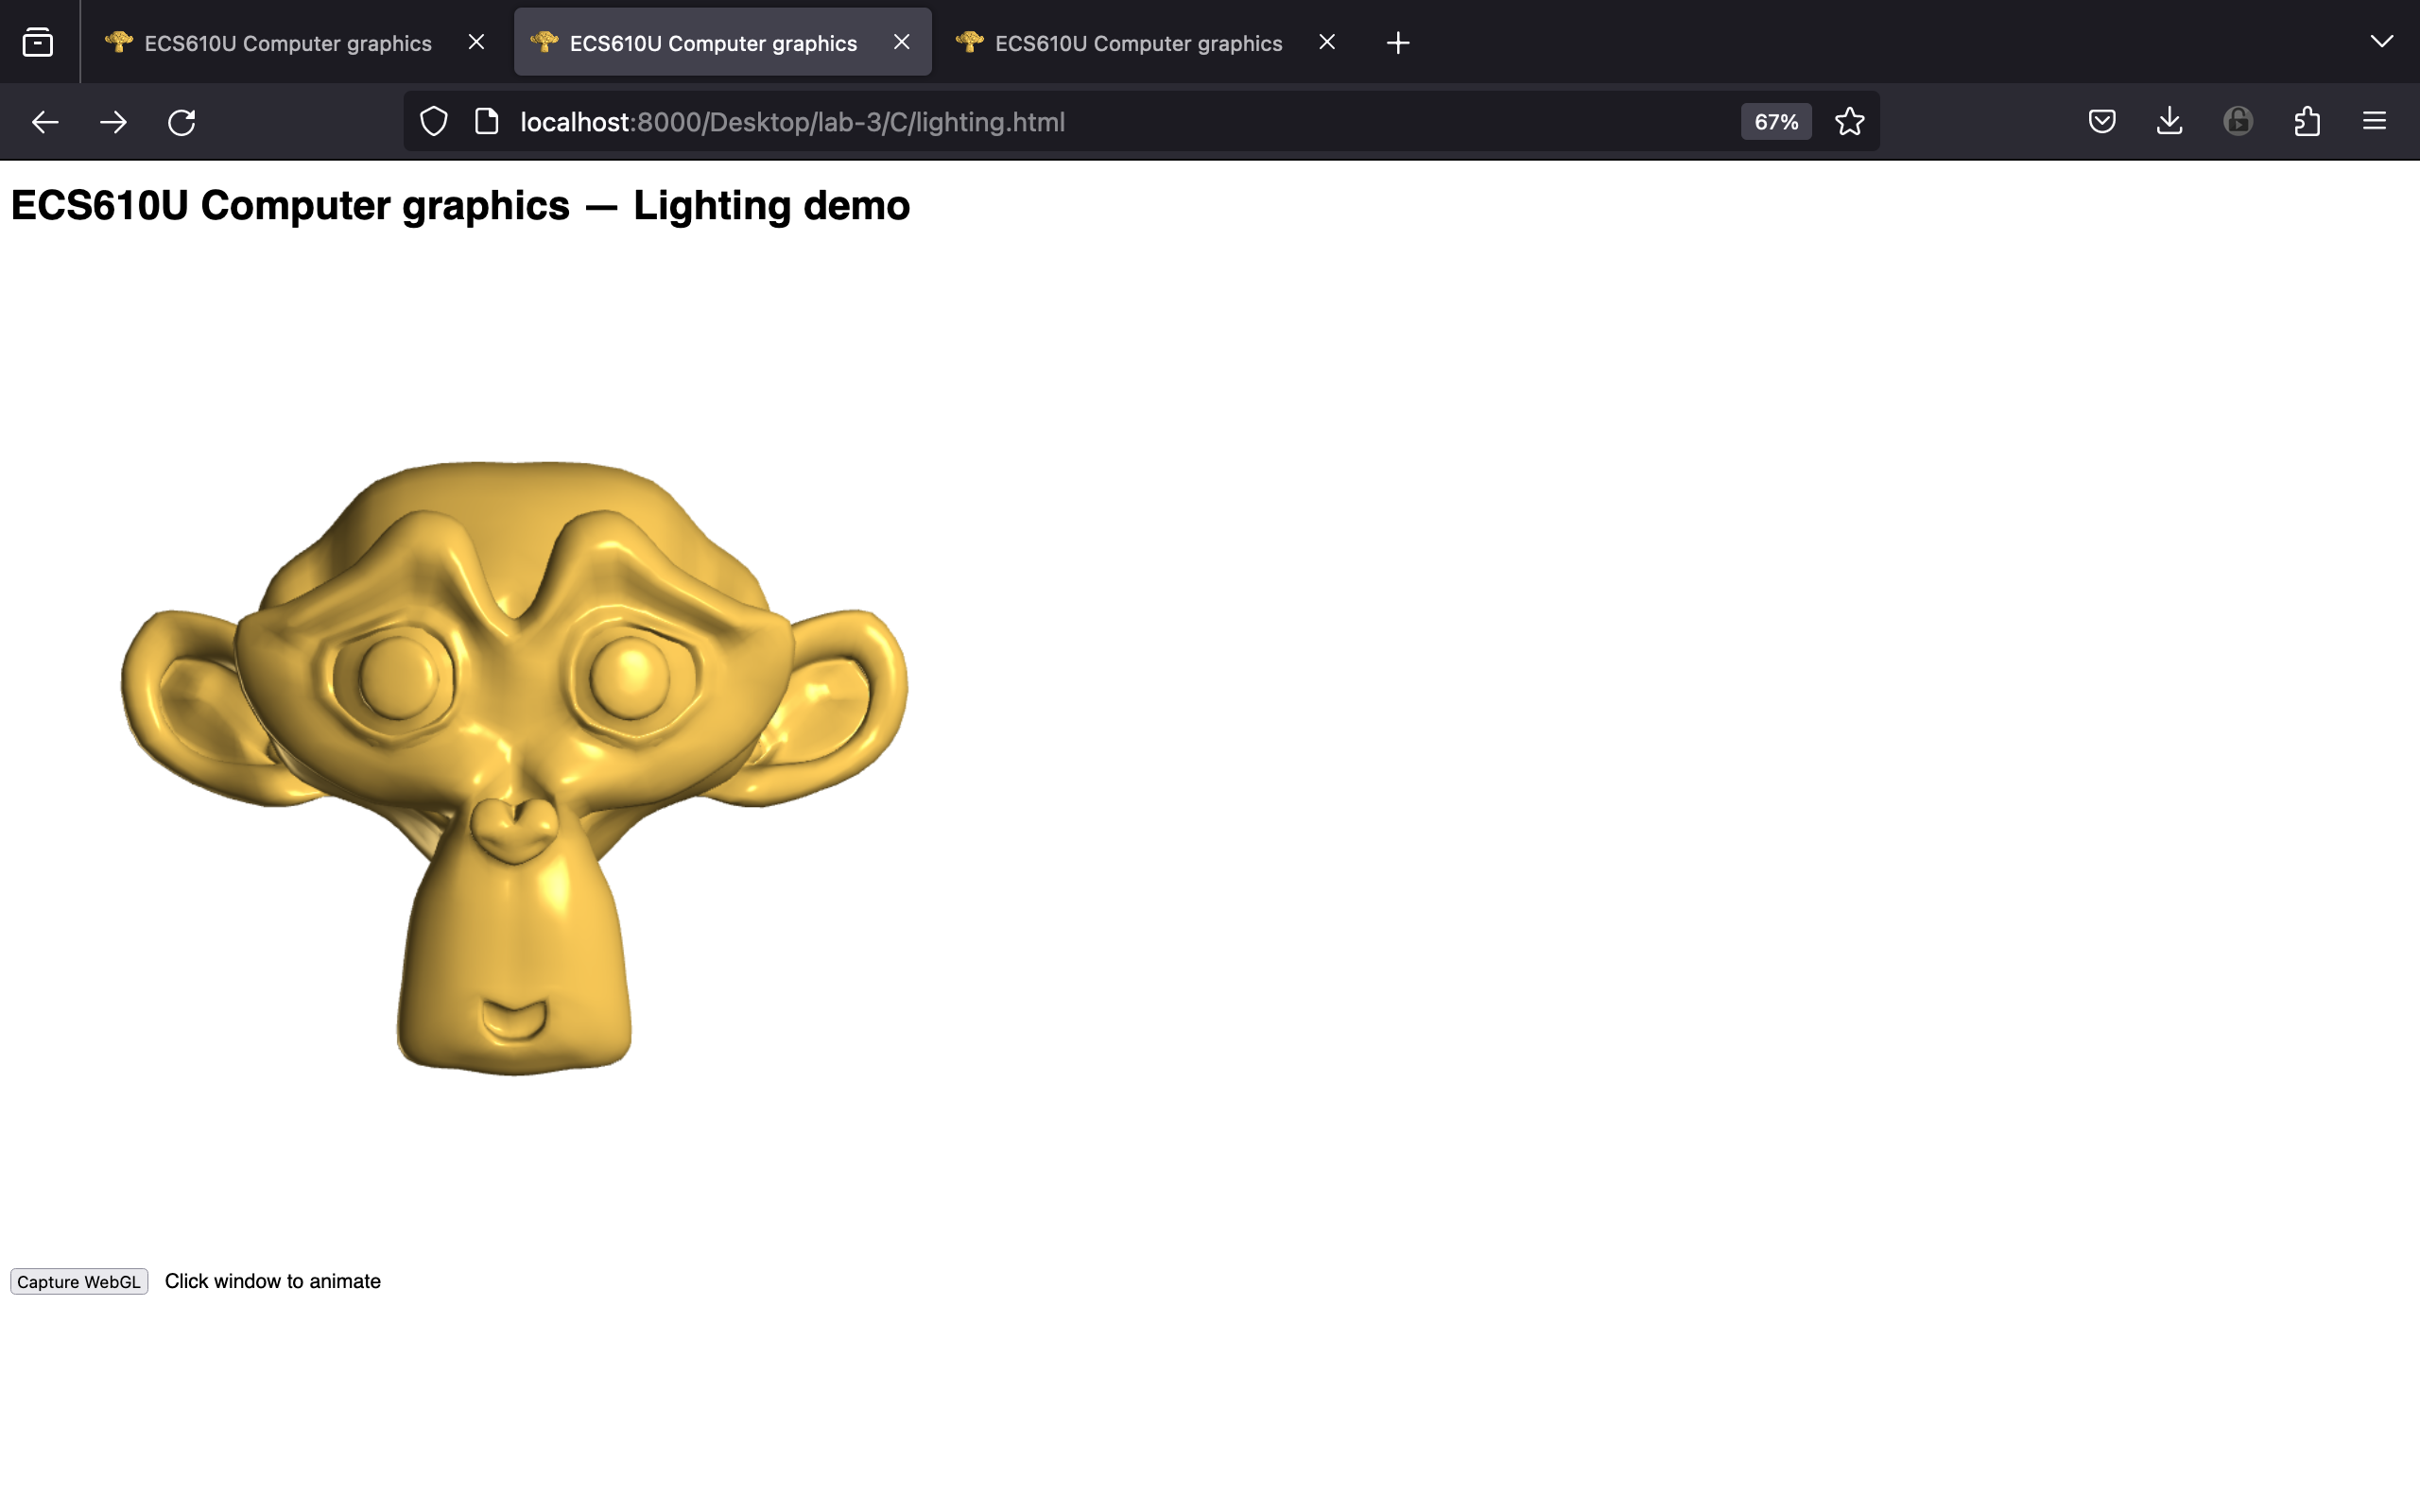 ECS610U Computer graphics
ECS610U Computer graphics
ECS610U Computer graphics
localhost:8000/Desktop/lab-3/C/lighting.html
67%
ECS610U Computer graphics — Lighting demo
Capture WebGL
Click window to animate